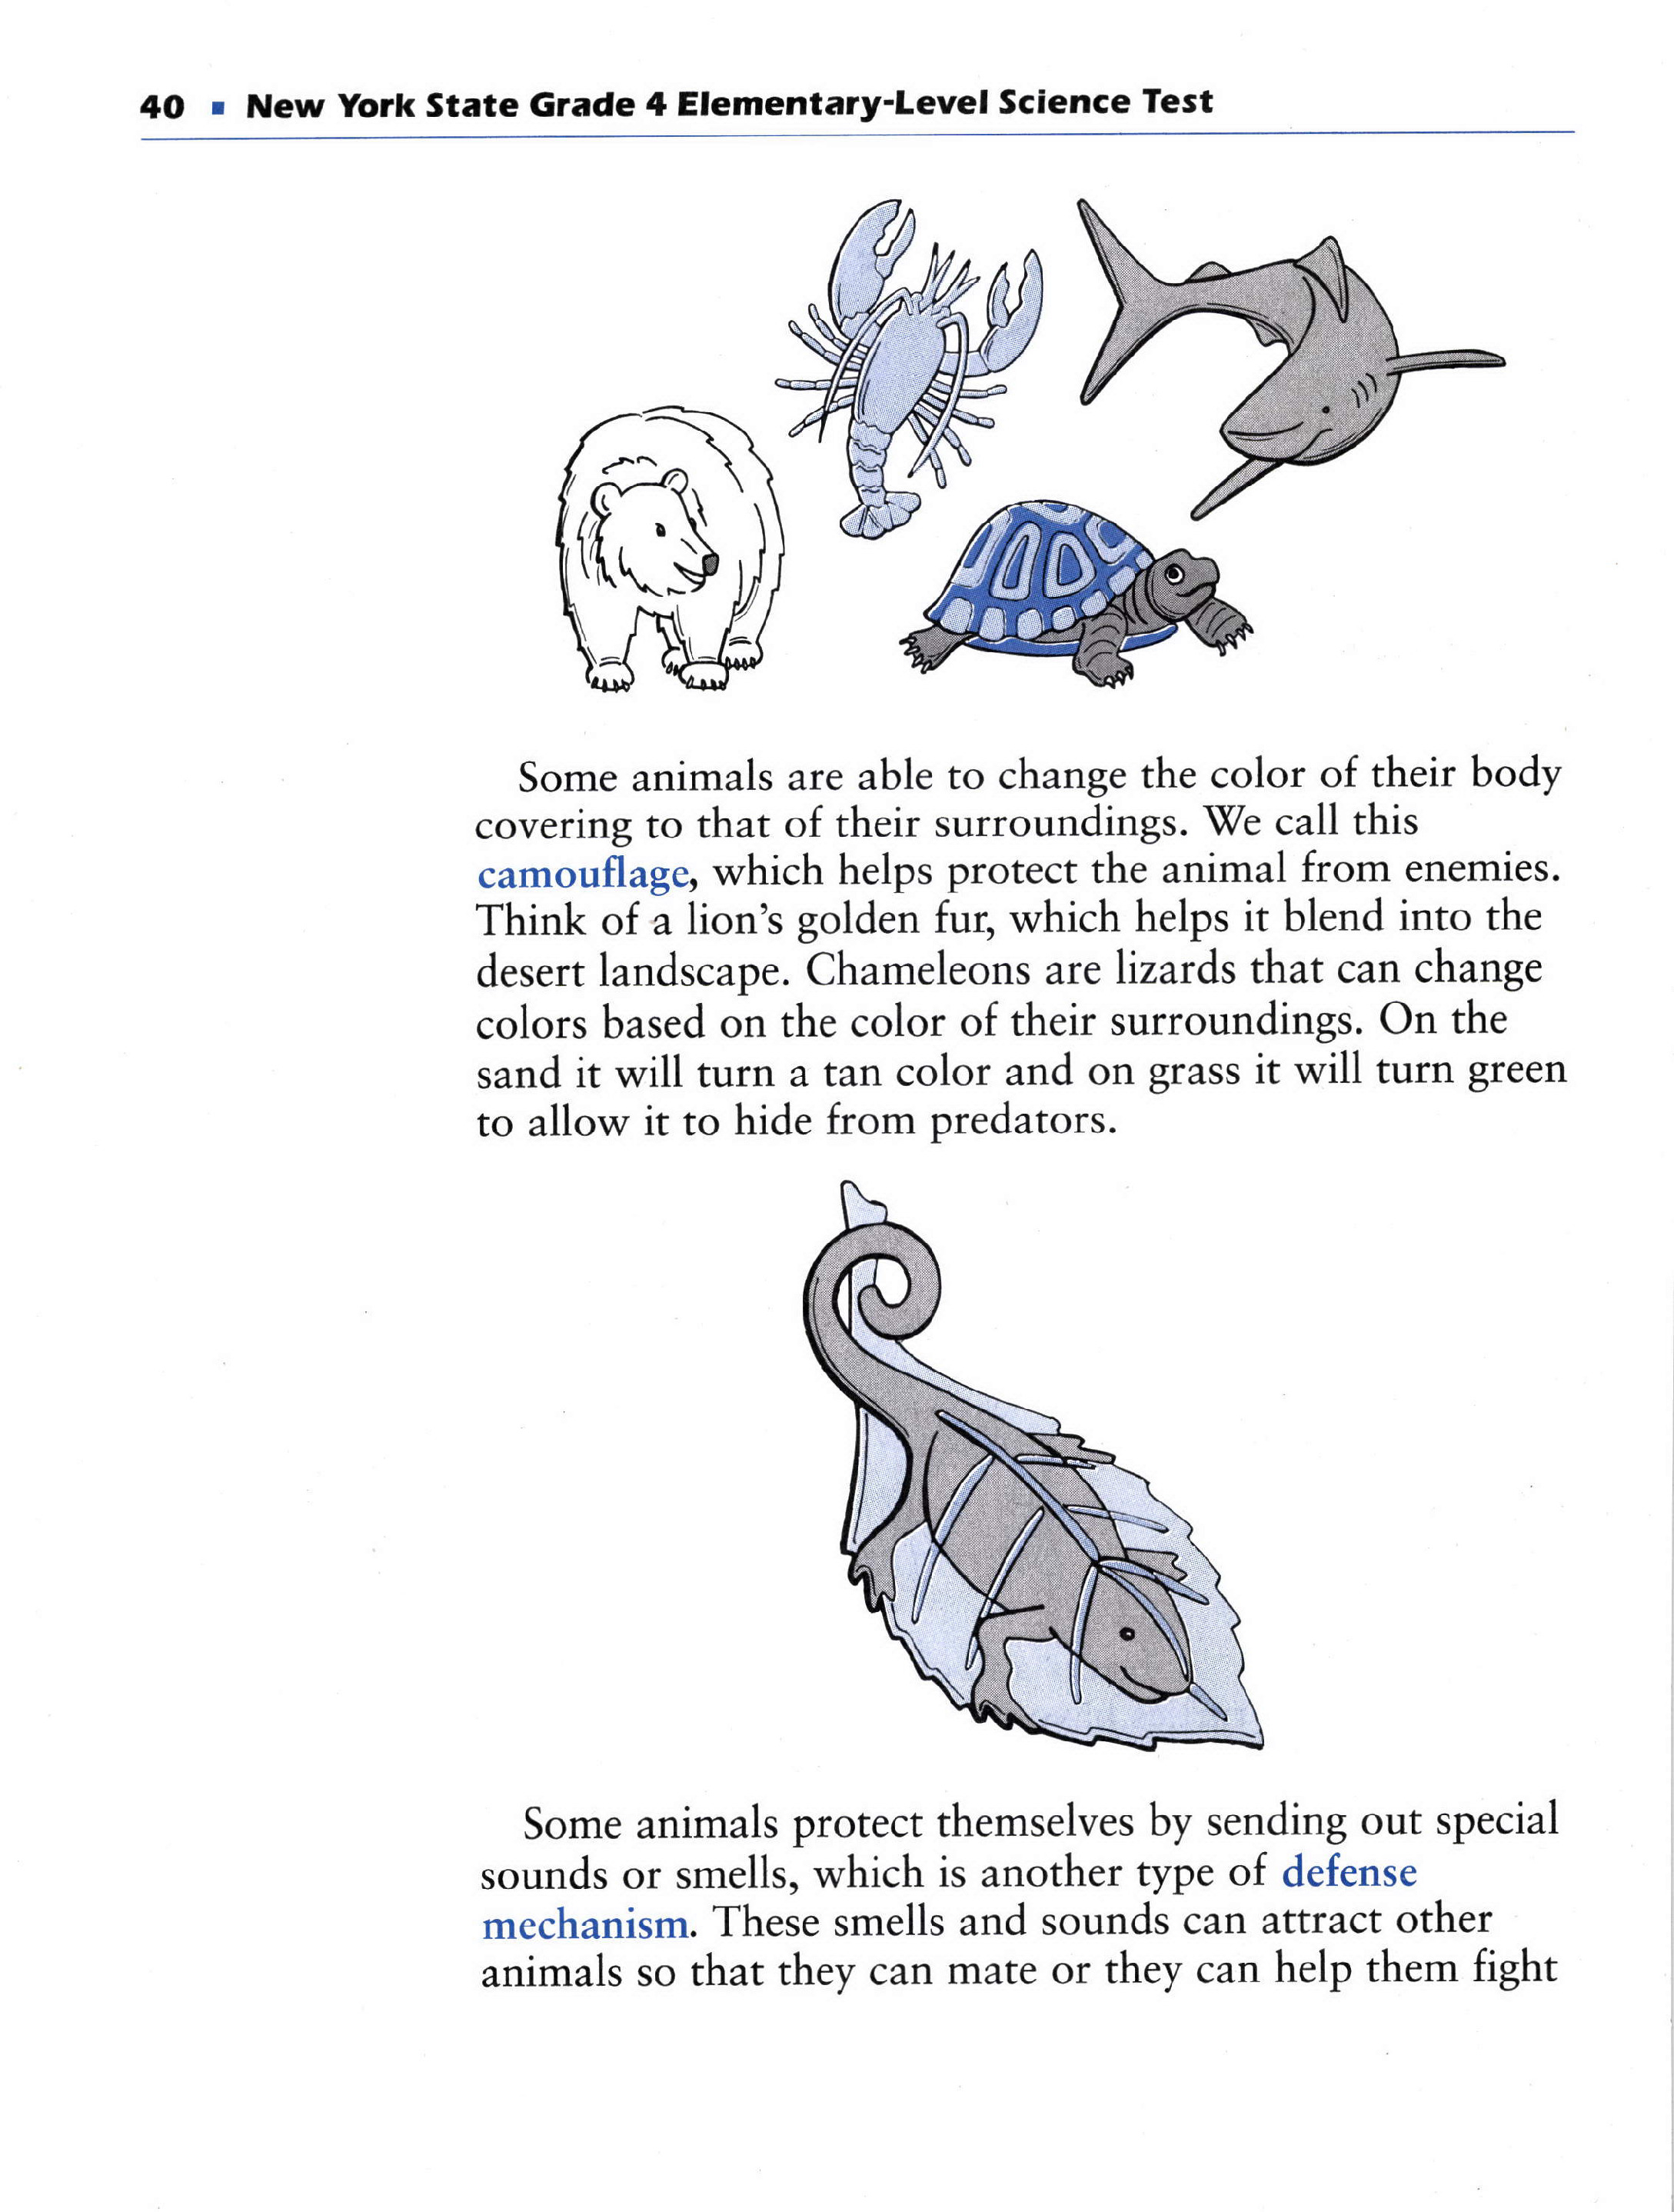 40 ▪ New York State Grade 4 Elementary-Level Science Test
Some animals are able to change the color of their body
covering to that of their surroundings. We call this
camouflage, which helps protect the animal from enemies.
Think of a lion's golden fur, which helps it blend into the
desert landscape. Chameleons are lizards that can change
colors based on the color of their surroundings. On the
sand it will turn a tan color and on grass it will turn green
to allow it to hide from predators.
Some animals protect themselves by sending out special
sounds or smells, which is another type of defense
mechanism. These smells and sounds can attract other
animals so that they can mate or they can help them fight